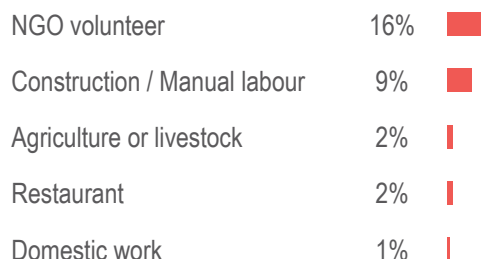 NGO volunteer 16%
Construction / Manual labour 9%
Agriculture or livestock 2%
Restaurant 2%
Domestic work 1%